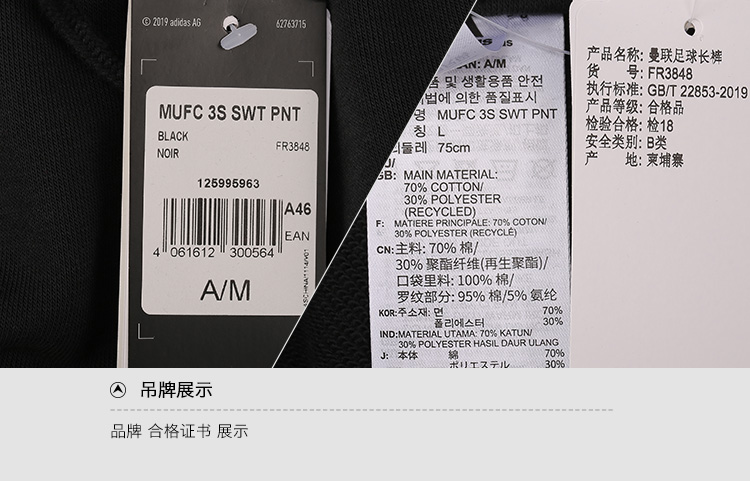 © 2019 adidas AG
62763715
MUFC 3S SWT PNT
BLACK
NOIR
FR3848
125995963
A46
EAN
4 061612 300564
A/M
AN: A/M
품 및 생활용품 안전
법에 의한 품질표시
명 MUFC 3S SWT PNT
칭 L
리둘레 75cm
GB: MAIN MATERIAL:
70% COTTON/
30% POLYESTER
(RECYCLED)
F: MATIERE PRINCIPALE: 70% COTON/
30% POLYESTER (RECYCLÉ)
CN: 主料: 70% 棉/
30% 聚酯纤维(再生聚酯)/
口袋里料: 100% 棉/
罗纹部分: 95% 棉/5% 氨纶
KOR: 주소재: 면 70%
폴리에스터 30%
IND: MATERIAL UTAMA: 70% KATUN/
30% POLYESTER HASIL DAUR ULANG
J: 本体 綿 70%
ポリエステル 30%
产品名称: 曼联足球长裤
货 号: FR3848
执行标准: GB/T 22853-2019
产品等级: 合格品
检验合格: 检18
安全类别: B类
产 地: 柬埔寨
吊牌展示
品牌 合格证书 展示